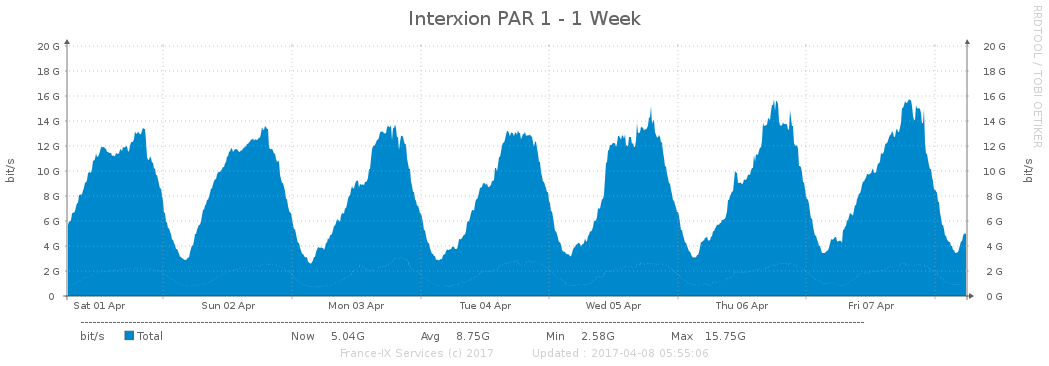 Interxion PAR 1 - 1 Week
RRDTOOL / TOBI OETIKER
20 G 20 G
18 G 18 G
16 G 16 G
14 G 14 G
12 G 12 G
10 G 10 G
8 G 8 G
6 G 6 G
4 G 4 G
2 G 2 G
0 0 G
bit/s
bit/s
Sat 01 Apr Sun 02 Apr Mon 03 Apr Tue 04 Apr Wed 05 Apr Thu 06 Apr Fri 07 Apr
bit/s Total Now 5.04G Avg 8.75G Min 2.58G Max 15.75G
France-IX Services (c) 2017 Updated : 2017-04-08 05:55:06